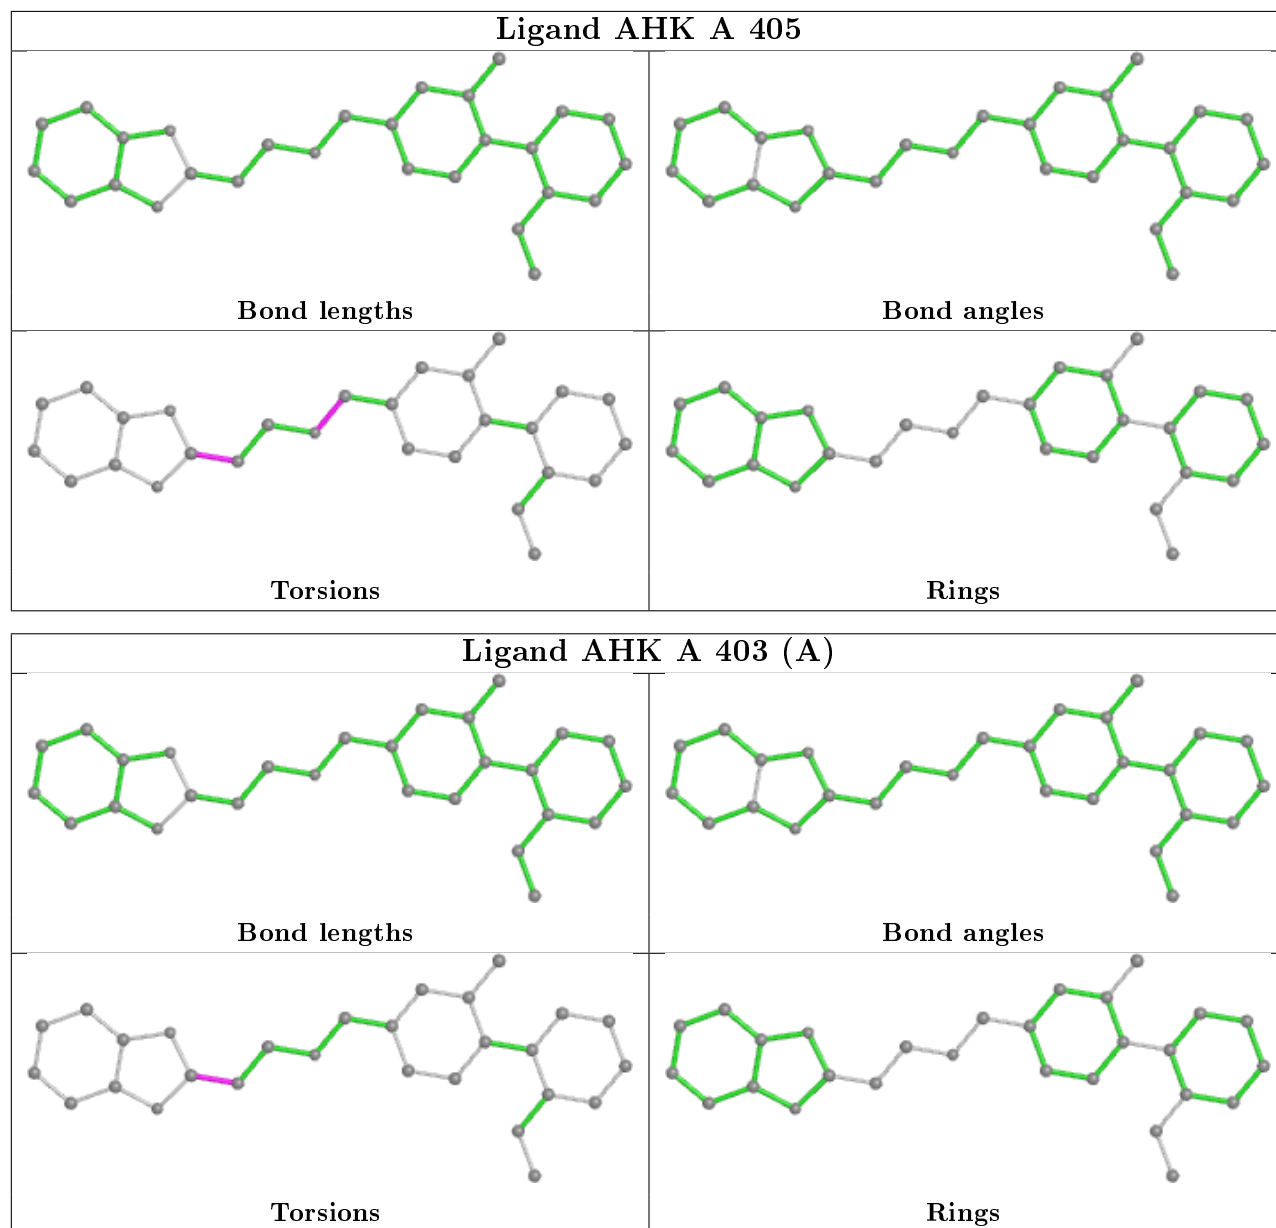 Ligand AHK A 405
Bond lengths
Bond angles
Torsions
Rings
Ligand AHK A 403 (A)
Bond lengths
Bond angles
Torsions
Rings